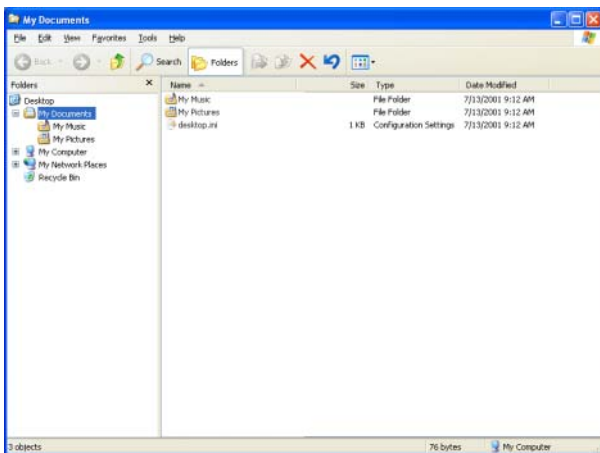 My Documents
File Edit View Favorites Tools Help
Back Search Folders
Folders × Name Size Type Date Modified
Desktop
My Documents
My Music
My Pictures
My Computer
My Network Places
Recycle Bin
My Music File Folder 7/13/2001 9:12 AM
My Pictures File Folder 7/13/2001 9:12 AM
desktop.ini 1 KB Configuration Settings 7/13/2001 9:12 AM
3 objects 76 bytes My Computer